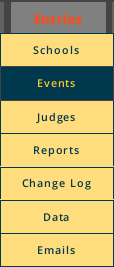 Entries
Schools
Events
Judges
Reports
Change Log
Data
Emails